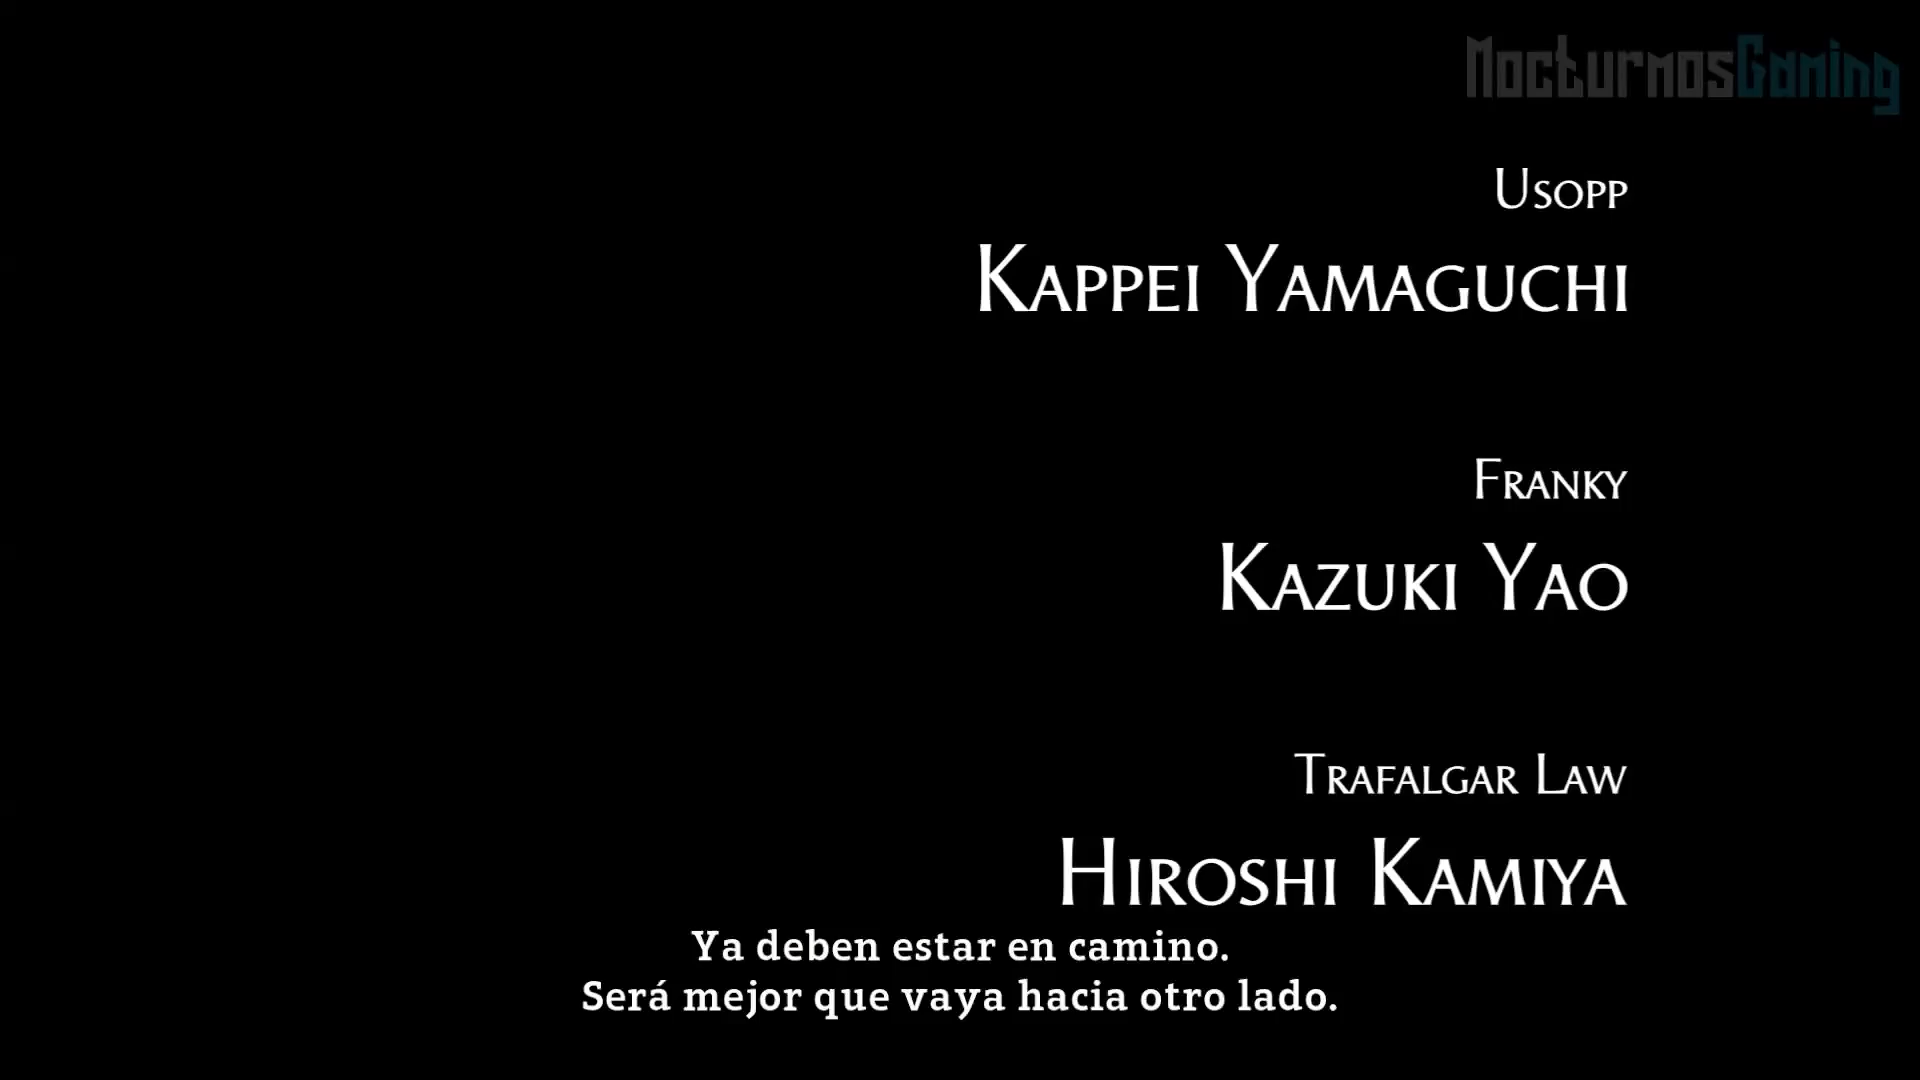 NocturnosGaming
Usopp
Kappei Yamaguchi
Franky
Kazuki Yao
Trafalgar Law
Hiroshi Kamiya
Ya deben estar en camino.
Será mejor que vaya hacia otro lado.